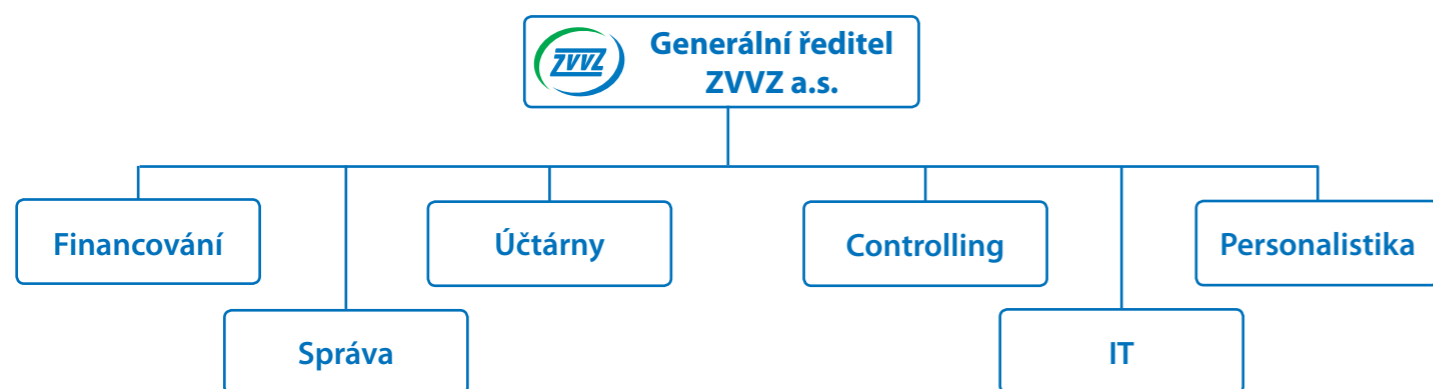 ZVVZ
Generální ředitel
ZVVZ a.s.
Financování
Účtárny
Controlling
Personalistika
Správa
IT